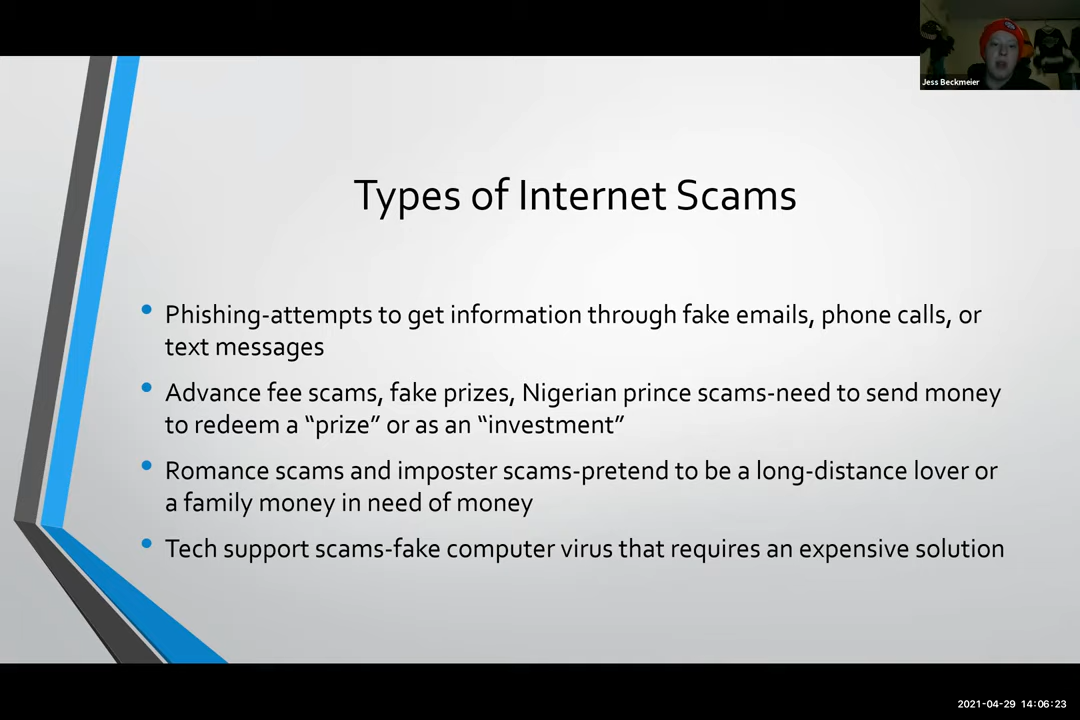 Jess Beckmeier
Types of Internet Scams
• Phishing-attempts to get information through fake emails, phone calls, or
text messages
• Advance fee scams, fake prizes, Nigerian prince scams-need to send money
to redeem a “prize” or as an “investment”
• Romance scams and imposter scams-pretend to be a long-distance lover or
a family money in need of money
• Tech support scams-fake computer virus that requires an expensive solution
2021-04-29 14:06:23